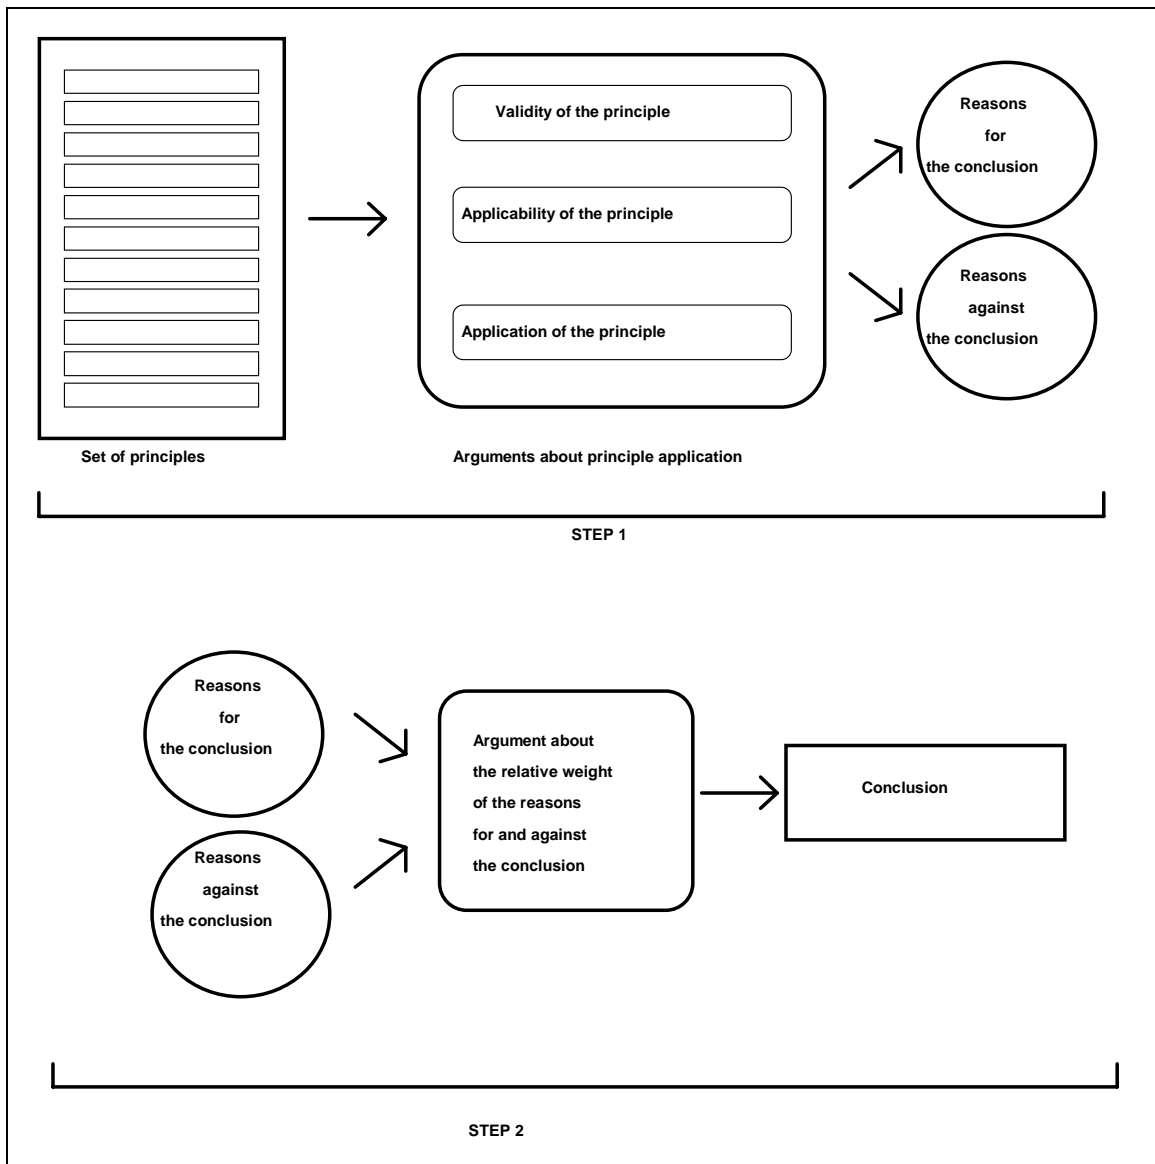 Validity of the principle
Applicability of the principle
Application of the principle
Reasons
for
the conclusion
Reasons
against
the conclusion
Set of principles
Arguments about principle application
STEP 1
Reasons
for
the conclusion
Reasons
against
the conclusion
Argument about
the relative weight
of the reasons
for and against
the conclusion
Conclusion
STEP 2